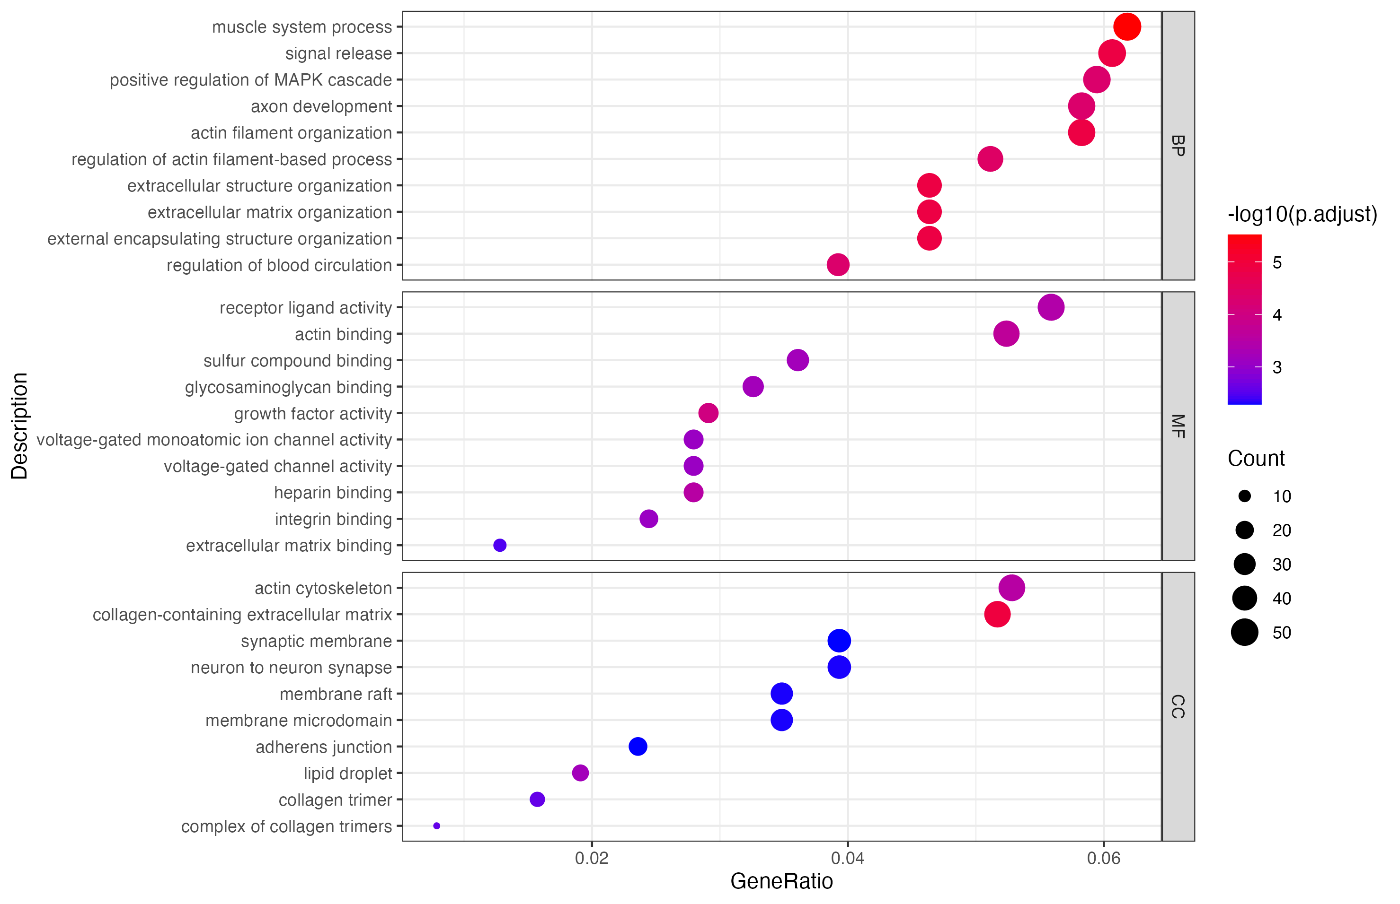 muscle system process
signal release
positive regulation of MAPK cascade
axon development
actin filament organization
regulation of actin filament-based process
extracellular structure organization
extracellular matrix organization
external encapsulating structure organization
regulation of blood circulation
BP
receptor ligand activity
actin binding
sulfur compound binding
glycosaminoglycan binding
growth factor activity
voltage-gated monoatomic ion channel activity
voltage-gated channel activity
heparin binding
integrin binding
extracellular matrix binding
MF
actin cytoskeleton
collagen-containing extracellular matrix
synaptic membrane
neuron to neuron synapse
membrane raft
membrane microdomain
adherens junction
lipid droplet
collagen trimer
complex of collagen trimers
CC
Description
0.02
0.04
0.06
GeneRatio
-log10(p.adjust)
5
4
3
Count
10
20
30
40
50